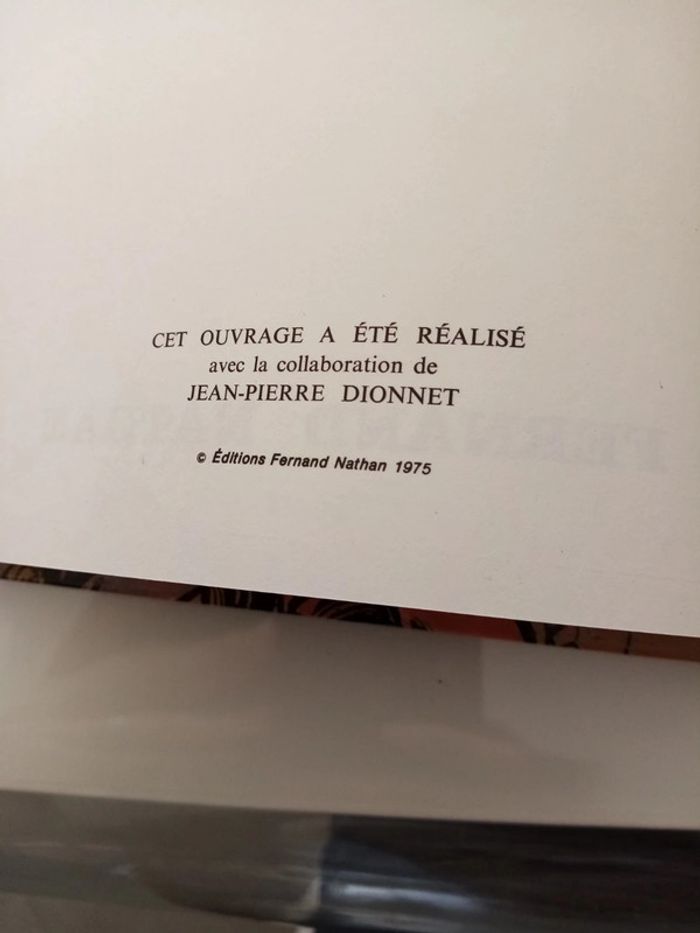 CET OUVRAGE A ÉTÉ RÉALISÉ
avec la collaboration de
JEAN-PIERRE DIONNET
© Éditions Fernand Nathan 1975